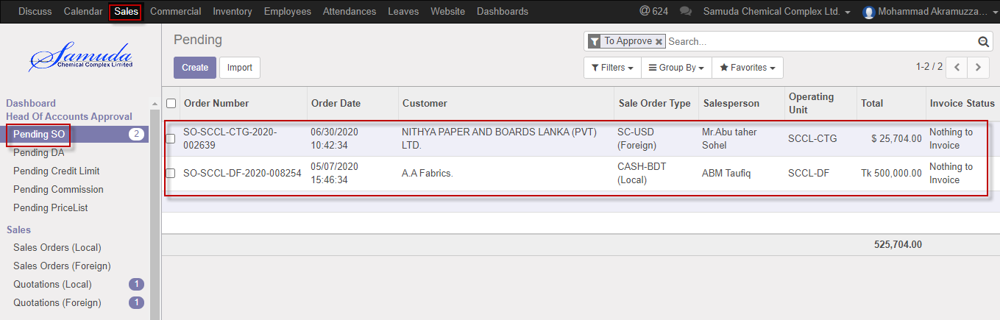 Discuss Calendar Sales Commercial Inventory Employees Attendances Leaves Website Dashboards @ 624 Samuda Chemical Complex Ltd. Mohammad Akramuzza...
Samuda
Chemical Complex Limited
Dashboard
Head Of Accounts Approval
Pending SO 2
Pending DA
Pending Credit Limit
Pending Commission
Pending PriceList
Sales
Sales Orders (Local)
Sales Orders (Foreign)
Quotations (Local) 1
Quotations (Foreign) 1
Pending
To Approve Search...
Create Import
Filters Group By Favorites 1-2 / 2
Order Number Order Date Customer Sale Order Type Salesperson Operating Unit Total Invoice Status
SO-SCCL-CTG-2020-
002639
06/30/2020
10:42:34
NITHYA PAPER AND BOARDS LANKA (PVT)
LTD.
SC-USD
(Foreign)
Mr.Abu taher
Sohel
SCCL-CTG
$ 25,704.00
Nothing to
Invoice
SO-SCCL-DF-2020-008254
05/07/2020
15:46:34
A.A Fabrics.
CASH-BDT
(Local)
ABM Taufiq
SCCL-DF
Tk 500,000.00
Nothing to
Invoice
525,704.00